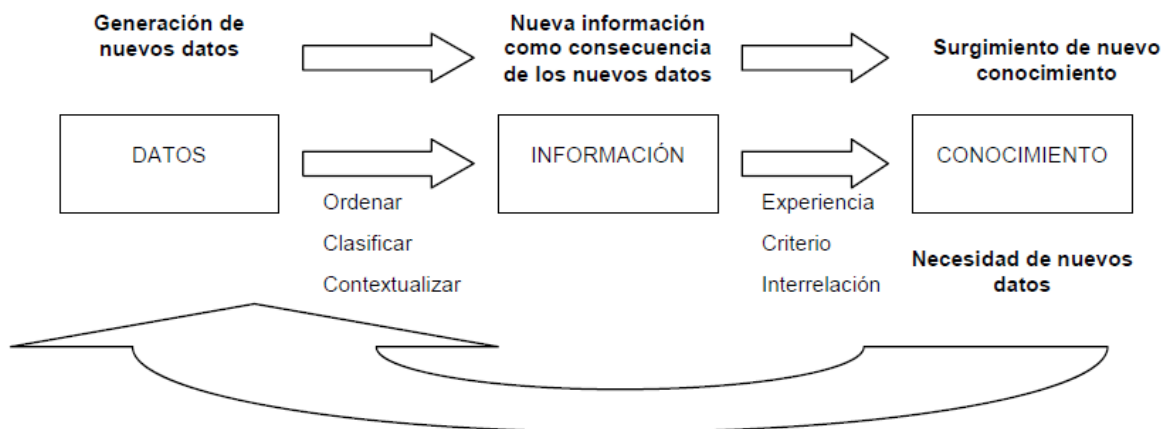 Generación de
nuevos datos
Nueva información
como consecuencia
de los nuevos datos
Surgimiento de nuevo
conocimiento
DATOS
INFORMACIÓN
CONOCIMIENTO
Ordenar
Clasificar
Contextualizar
Experiencia
Criterio
Interrelación
Necesidad de nuevos
datos